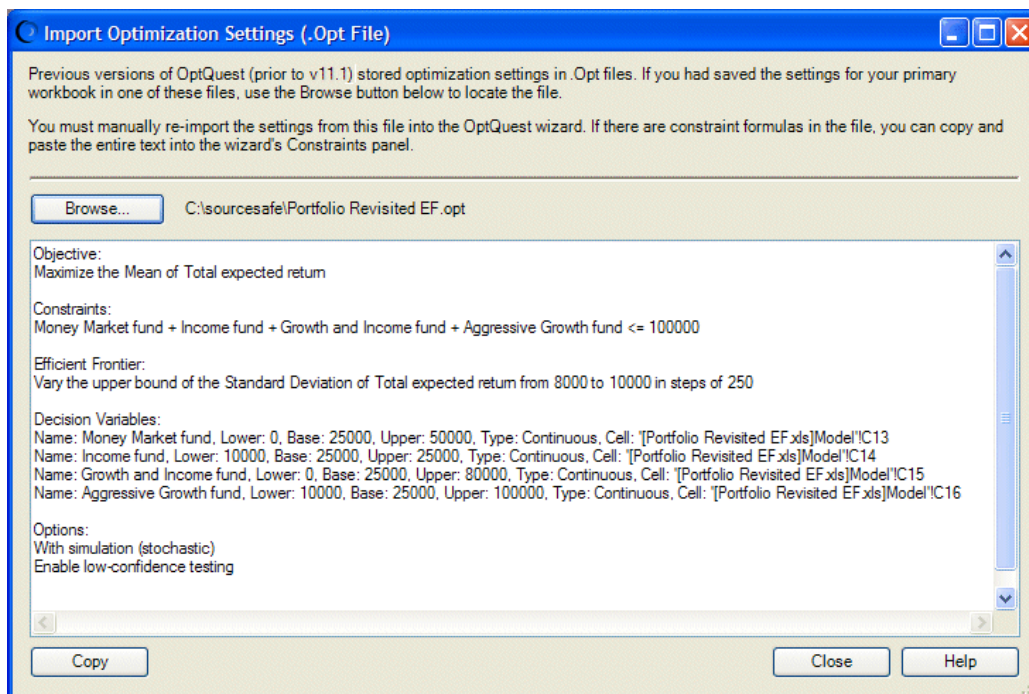 Import Optimization Settings (.Opt File)
Previous versions of OptQuest (prior to v11.1) stored optimization settings in .Opt files. If you had saved the settings for your primary
workbook in one of these files, use the Browse button below to locate the file.
You must manually re-import the settings from this file into the OptQuest wizard. If there are constraint formulas in the file, you can copy and
paste the entire text into the wizard's Constraints panel.
Browse... C:\sourcesafe\Portfolio Revisited EF.opt
Objective:
Maximize the Mean of Total expected return
Constraints:
Money Market fund + Income fund + Growth and Income fund + Aggressive Growth fund <= 100000
Efficient Frontier:
Vary the upper bound of the Standard Deviation of Total expected return from 8000 to 10000 in steps of 250
Decision Variables:
Name: Money Market fund, Lower: 0, Base: 25000, Upper: 50000, Type: Continuous, Cell: '[Portfolio Revisited EF.xls]Model'!C13
Name: Income fund, Lower: 10000, Base: 25000, Upper: 25000, Type: Continuous, Cell: '[Portfolio Revisited EF.xls]Model'!C14
Name: Growth and Income fund, Lower: 0, Base: 25000, Upper: 80000, Type: Continuous, Cell: '[Portfolio Revisited EF.xls]Model'!C15
Name: Aggressive Growth fund, Lower: 10000, Base: 25000, Upper: 100000, Type: Continuous, Cell: '[Portfolio Revisited EF.xls]Model'!C16
Options:
With simulation (stochastic)
Enable low-confidence testing
Copy Close Help